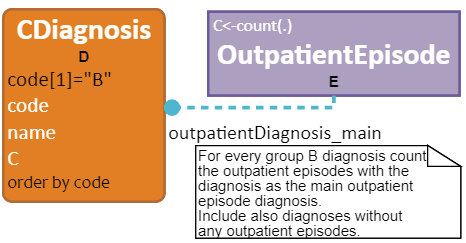 CDiagnosis
D
code[1]="B"
code
name
C
order by code
C<-count(.)
OutpatientEpisode
E
outpatientDiagnosis_main
For every group B diagnosis count
the outpatient episodes with the
diagnosis as the main outpatient
episode diagnosis.
Include also diagnoses without
any outpatient episodes.